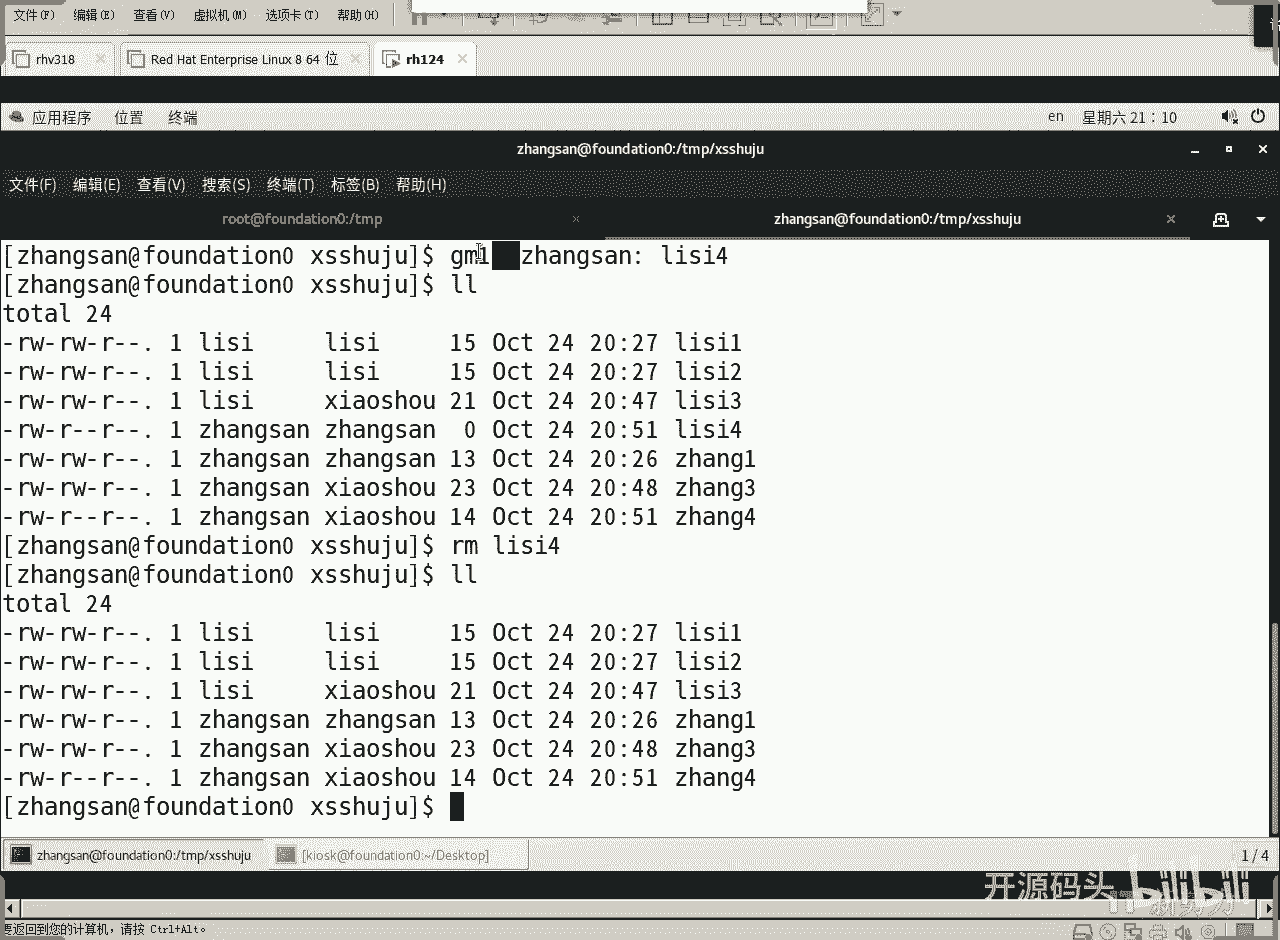 文件(F) 编辑(E) 查看(V) 虚拟机(M) 选项卡(T) 帮助(H)
rhv318 Red Hat Enterprise Linux 8 64 位 rh124
应用程序 位置 终端 en 星期六 21：10
zhangsan@foundation0:/tmp/xsshuju
文件(F) 编辑(E) 查看(V) 搜索(S) 终端(T) 标签(B) 帮助(H)
root@foundation0:/tmp zhangsan@foundation0:/tmp/xsshuju
[zhangsan@foundation0 xsshuju]$ zhangsan: lisi4
[zhangsan@foundation0 xsshuju]$ ll
total 24
-rw-rw-r--. 1 lisi     lisi     15 Oct 24 20:27 lisi1
-rw-rw-r--. 1 lisi     lisi     15 Oct 24 20:27 lisi2
-rw-rw-r--. 1 lisi     xiaoshou 21 Oct 24 20:47 lisi3
-rw-r--r--. 1 zhangsan zhangsan  0 Oct 24 20:51 lisi4
-rw-rw-r--. 1 zhangsan zhangsan 13 Oct 24 20:26 zhang1
-rw-rw-r--. 1 zhangsan xiaoshou 23 Oct 24 20:48 zhang3
-rw-r--r--. 1 zhangsan xiaoshou 14 Oct 24 20:51 zhang4
[zhangsan@foundation0 xsshuju]$ rm lisi4
[zhangsan@foundation0 xsshuju]$ ll
total 24
-rw-rw-r--. 1 lisi     lisi     15 Oct 24 20:27 lisi1
-rw-rw-r--. 1 lisi     lisi     15 Oct 24 20:27 lisi2
-rw-rw-r--. 1 lisi     xiaoshou 21 Oct 24 20:47 lisi3
-rw-rw-r--. 1 zhangsan zhangsan 13 Oct 24 20:26 zhang1
-rw-rw-r--. 1 zhangsan xiaoshou 23 Oct 24 20:48 zhang3
-rw-r--r--. 1 zhangsan xiaoshou 14 Oct 24 20:51 zhang4
[zhangsan@foundation0 xsshuju]$
zhangsan@foundation0:/tmp/xsshuju [kiosk@foundation0:~/Desktop] 1 / 4
开源码头 bilibili
要返回到您的计算机，请按 Ctrl+Alt。